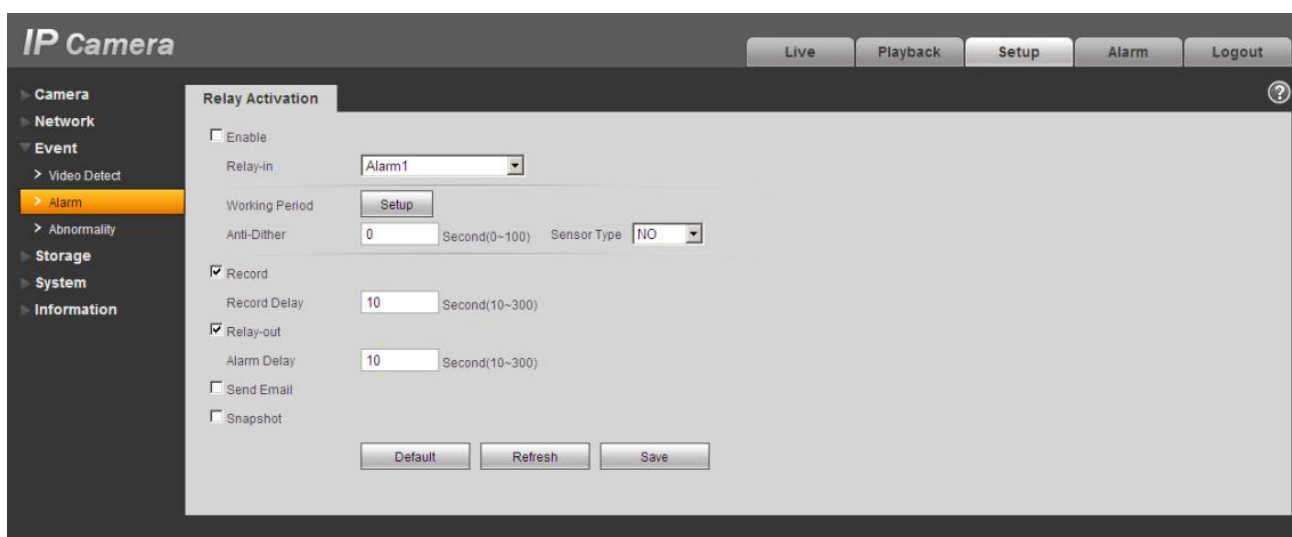 IP Camera
Live
Playback
Setup
Alarm
Logout
Camera
Network
Event
> Video Detect
> Alarm
> Abnormality
Storage
System
Information
Relay Activation
?
Enable
Relay-in
Alarm1
Working Period
Setup
Anti-Dither
0
Second(0~100)
Sensor Type
NO
Record
Record Delay
10
Second(10~300)
Relay-out
Alarm Delay
10
Second(10~300)
Send Email
Snapshot
Default
Refresh
Save